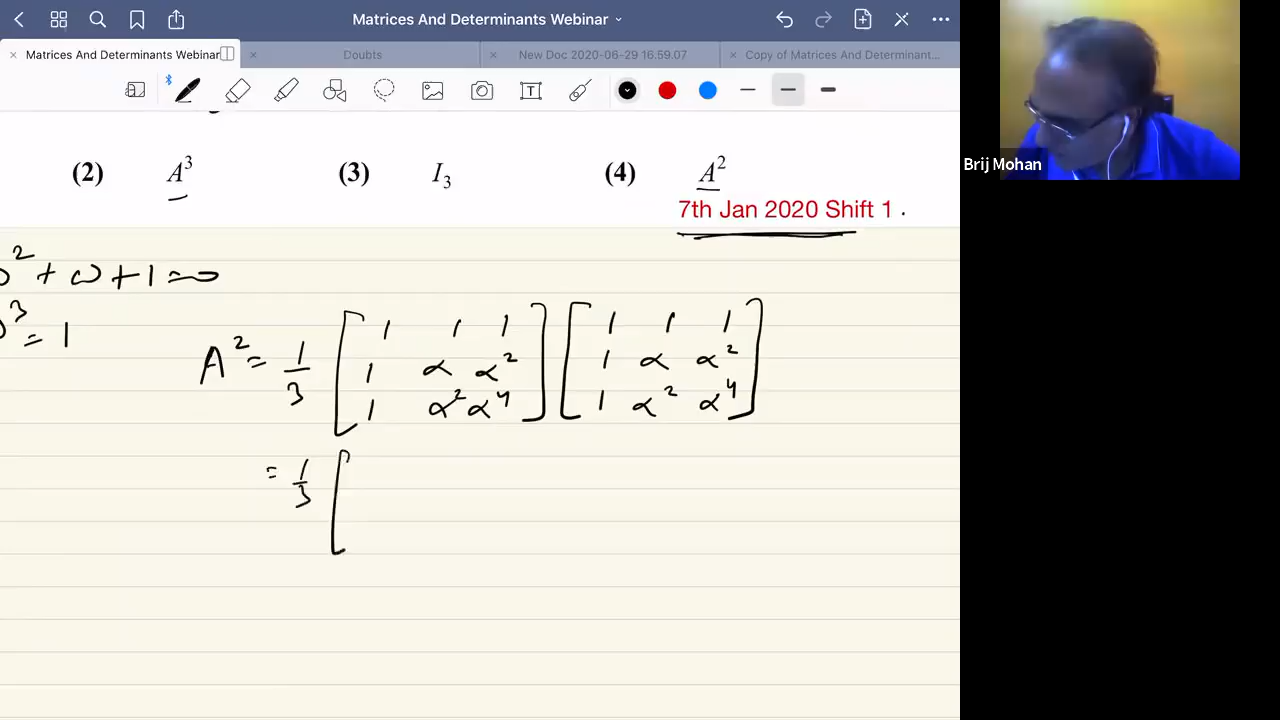 Matrices And Determinants Webinar
Matrices And Determinants Webinar
Doubts
New Doc 2020-06-29 16.59.07
Copy of Matrices And Determinant...
T
Brij Mohan
(2) A³ (3) I₃ (4) A²
7th Jan 2020 Shift 1 .
ω² + ω + 1 = 0
ω³ = 1
A² = 1/3 [ 1 1 1 ] [ 1 1 1 ]
1 α α² 1 α α²
1 α² α⁴ 1 α² α⁴
= 1/3 [